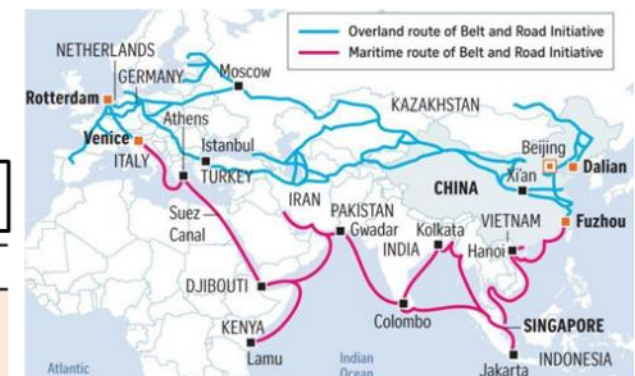 Overland route of Belt and Road Initiative
Maritime route of Belt and Road Initiative
NETHERLANDS
GERMANY
Moscow
Rotterdam
KAZAKHSTAN
Athens
Venice
Istanbul
Beijing
Dalian
ITALY
TURKEY
CHINA
Xi'an
IRAN
Suez
Canal
PAKISTAN
Gwadar
Kolkata
VIETNAM
Fuzhou
INDIA
Hanoi
DJIBOUTI
Colombo
SINGAPORE
KENYA
Lamu
Jakarta
INDONESIA
Atlantic
Indian
Ocean